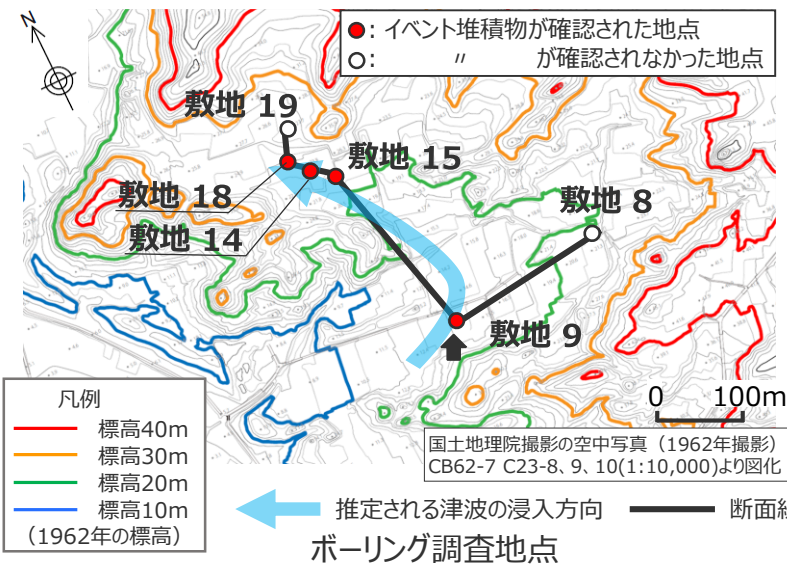 N
●：イベント堆積物が確認された地点
○：　　〃　　が確認されなかった地点
敷地 19
敷地 15
敷地 18
敷地 14
敷地 8
敷地 9
0 100m
国土地理院撮影の空中写真（1962年撮影）
CB62-7 C23-8、9、10(1:10,000)より図化
凡例
標高40m
標高30m
標高20m
標高10m
（1962年の標高）
推定される津波の浸入方向
断面
ボーリング調査地点